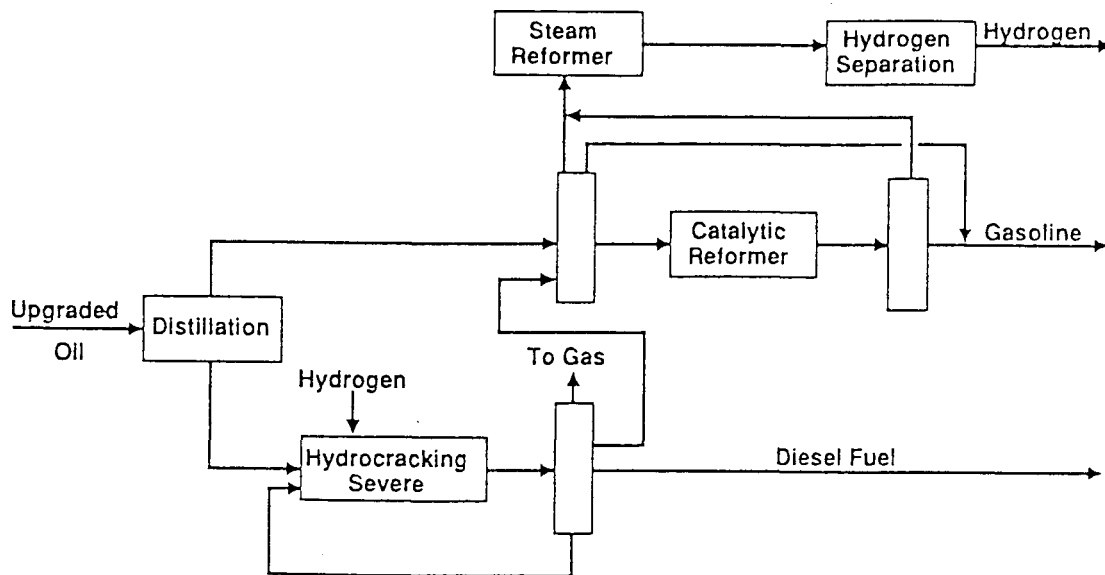 Steam
Reformer
Hydrogen
Separation
Hydrogen
Catalytic
Reformer
Gasoline
Upgraded
Oil
Distillation
To Gas
Hydrogen
Hydrocracking
Severe
Diesel Fuel